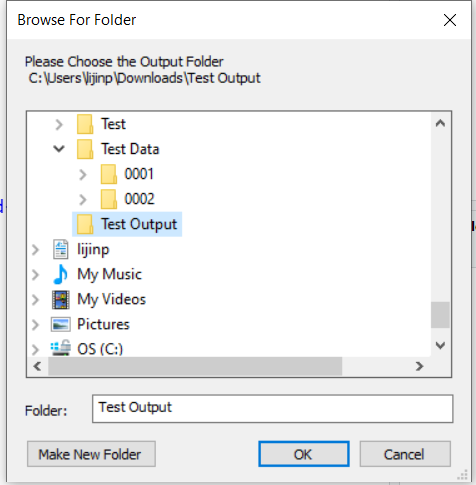 Browse For Folder
Please Choose the Output Folder
C:\Users\lijinp\Downloads\Test Output
Test
Test Data
0001
0002
Test Output
lijinp
My Music
My Videos
Pictures
OS (C:)
Folder:
Test Output
Make New Folder
OK
Cancel